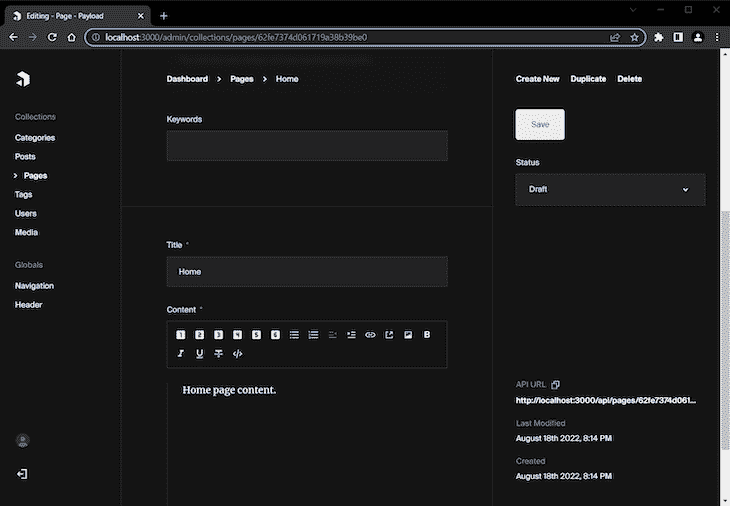 Editing - Page - Payload
localhost:3000/admin/collections/pages/62fe7374d061719a38b39be0
Dashboard > Pages > Home
Create New Duplicate Delete
Collections
Categories
Posts
> Pages
Tags
Users
Media
Globals
Navigation
Header
Keywords
Title *
Home
Content *
1 2 3 4 5 6 B
I U S </>
Home page content.
Save
Status
Draft
API URL
http://localhost:3000/api/pages/62fe7374d061...
Last Modified
August 18th 2022, 8:14 PM
Created
August 18th 2022, 8:14 PM